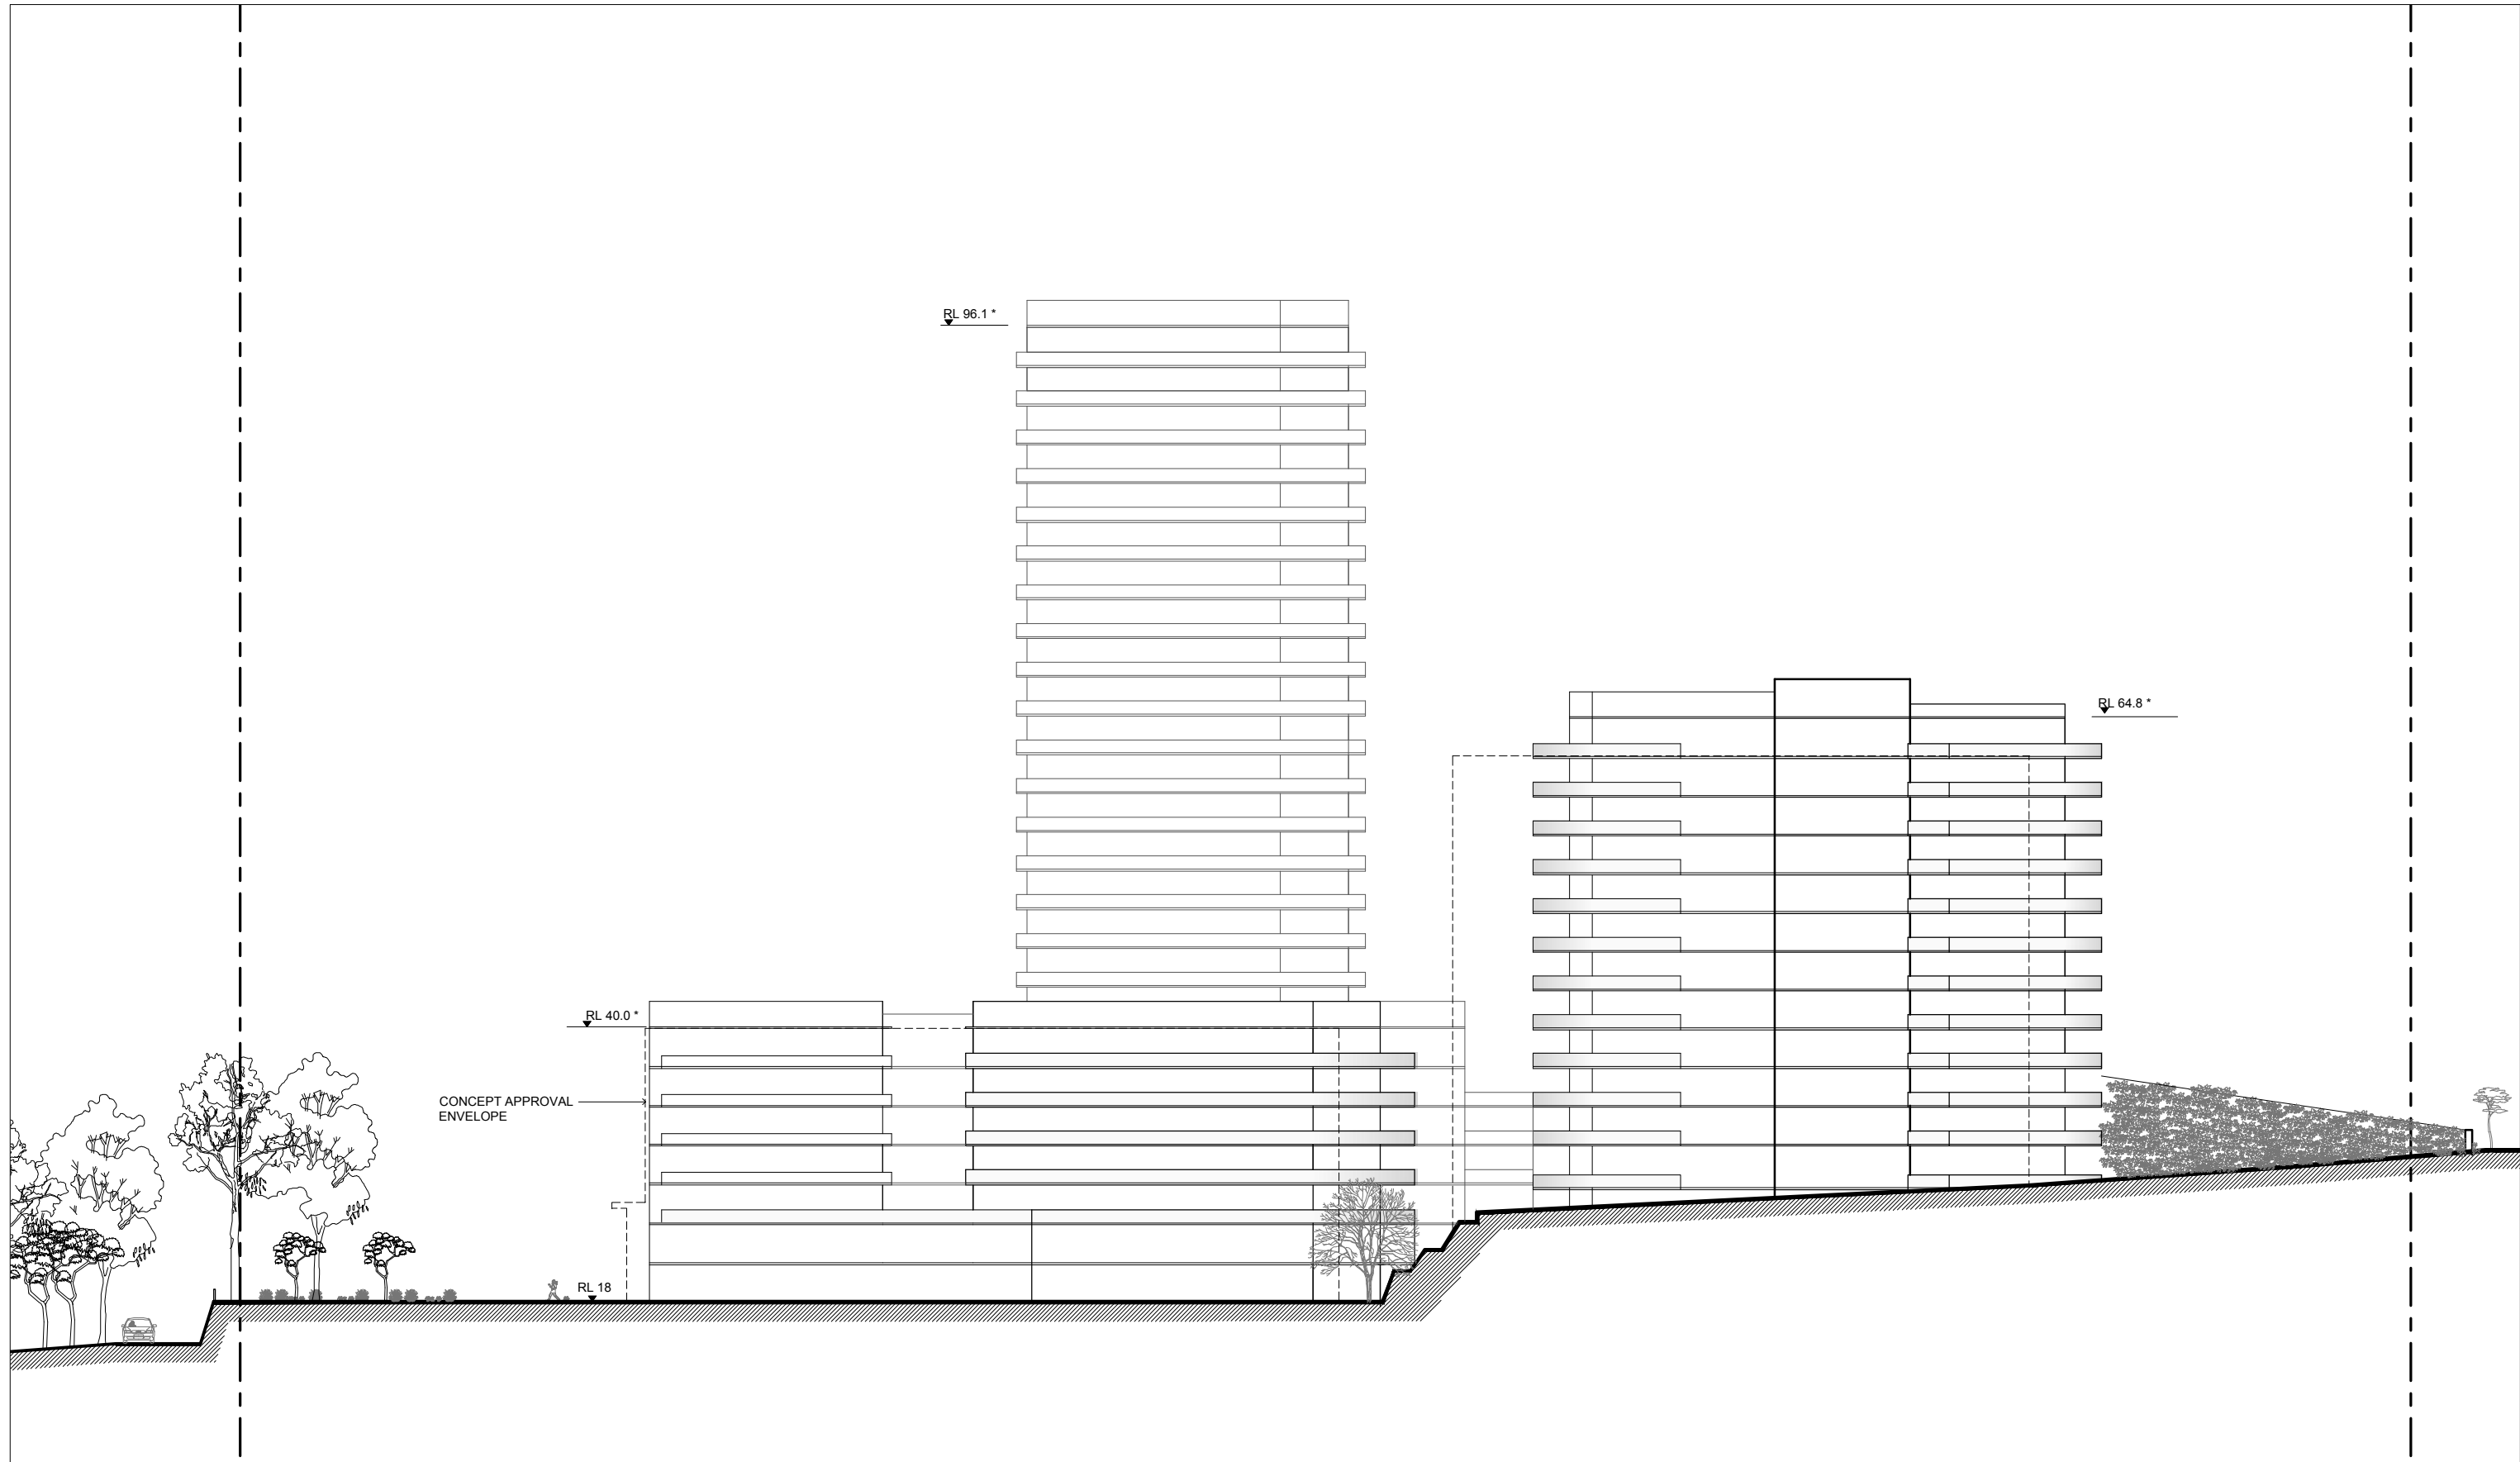 RL 96.1 *
RL 64.8 *
RL 40.0 *
CONCEPT APPROVAL
ENVELOPE
RL 18